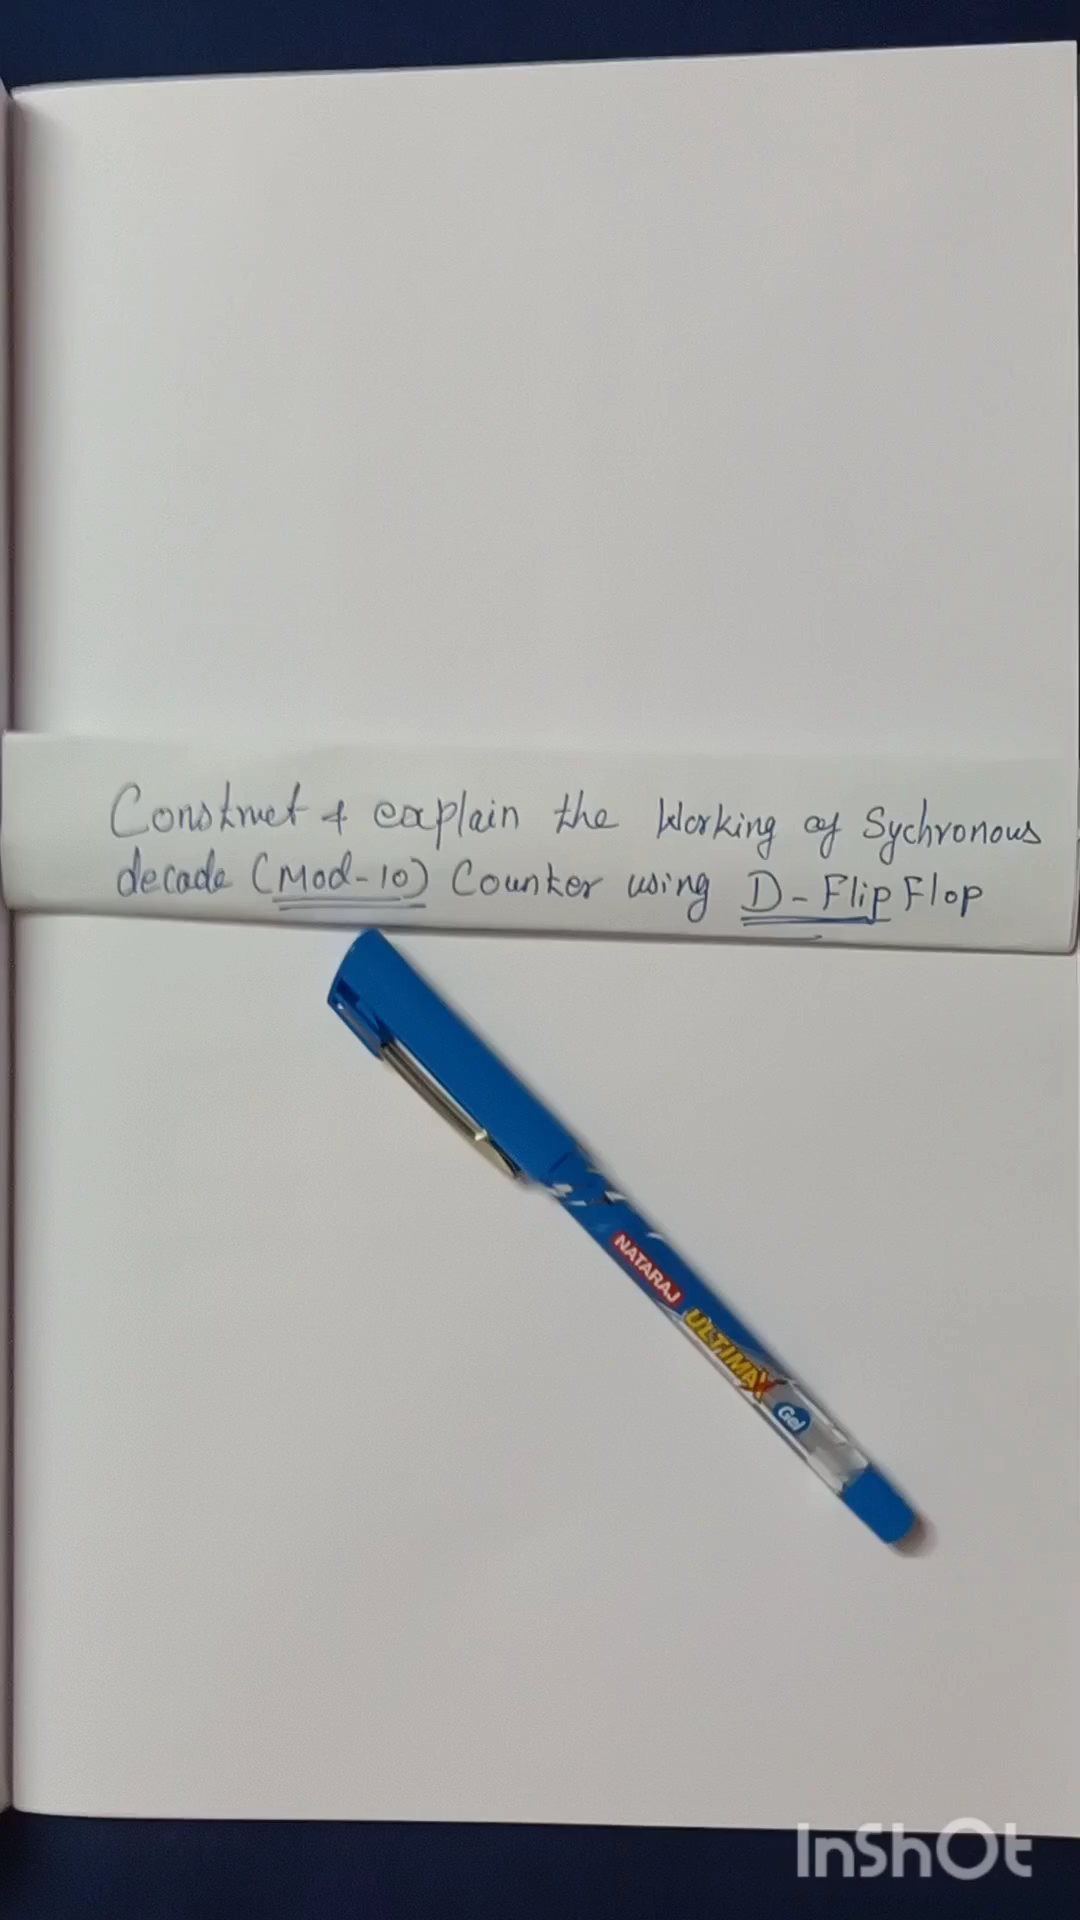 Construct & explain the Working of Sychronous
decade (Mod-10) Counter using D-Flip Flop
NATARAJ
ULTIMAX
Gel
InShOt